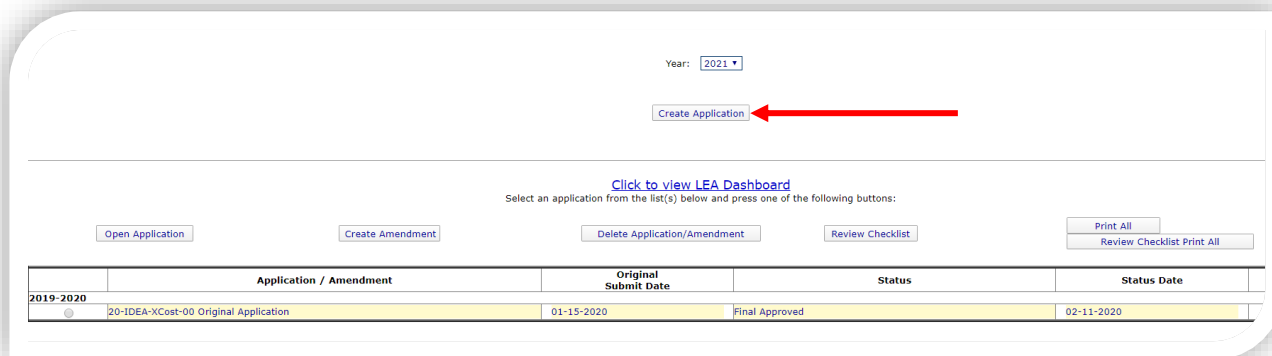 Year: 2021
Create Application
Click to view LEA Dashboard
Select an application from the list(s) below and press one of the following buttons:
Open Application Create Amendment Delete Application/Amendment Review Checklist Print All
Review Checklist Print All
Application / Amendment Original Submit Date Status Status Date
2019-2020
20-IDEA-XCost-00 Original Application 01-15-2020 Final Approved 02-11-2020